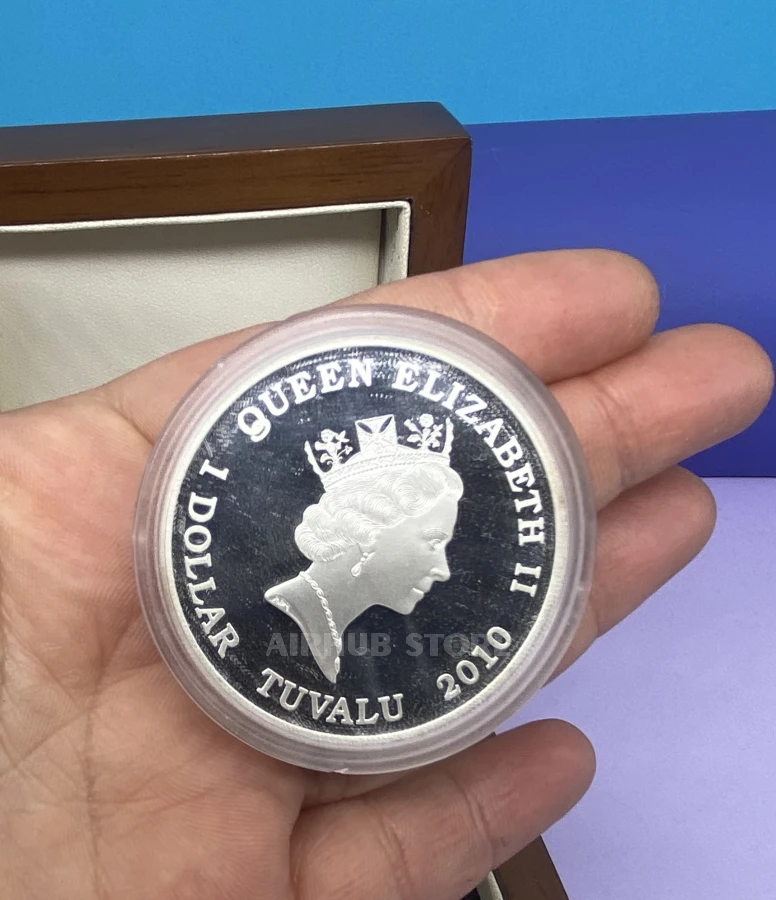 QUEEN ELIZABETH II
1 DOLLAR
TUVALU 2010
AIRHUB STORE